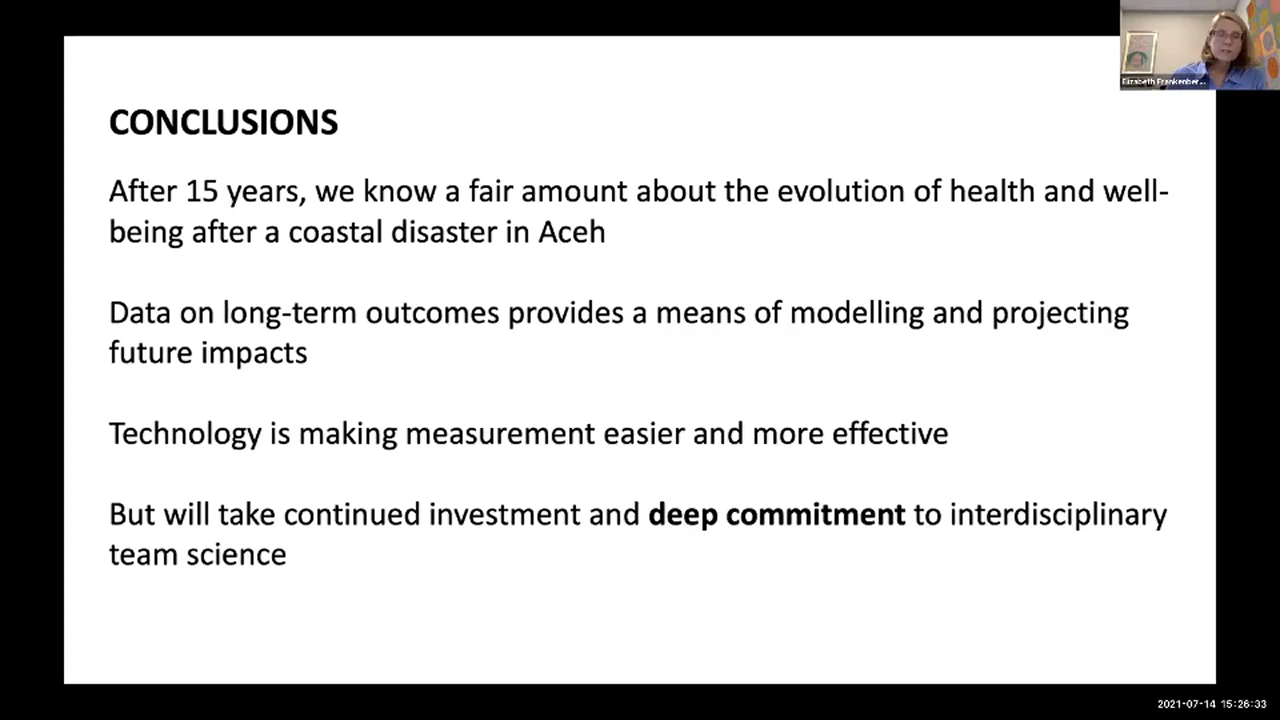 Elizabeth Frankenber...
CONCLUSIONS
After 15 years, we know a fair amount about the evolution of health and well-
being after a coastal disaster in Aceh
Data on long-term outcomes provides a means of modelling and projecting
future impacts
Technology is making measurement easier and more effective
But will take continued investment and deep commitment to interdisciplinary
team science
2021-07-14 15:26:33